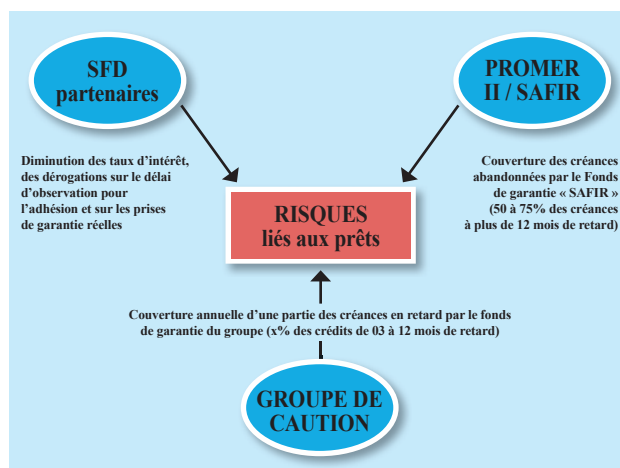 SFD
partenaires
PROMER
II / SAFIR
Diminution des taux d’intérêt,
des dérogations sur le délai
d’observation pour
l’adhésion et sur les prises
de garantie réelles
Couverture des créances
abandonnées par le Fonds
de garantie « SAFIR »
(50 à 75% des créances
à plus de 12 mois de retard)
RISQUES
liés aux prêts
Couverture annuelle d’une partie des créances en retard par le fonds
de garantie du groupe (x% des crédits de 03 à 12 mois de retard)
GROUPE DE
CAUTION